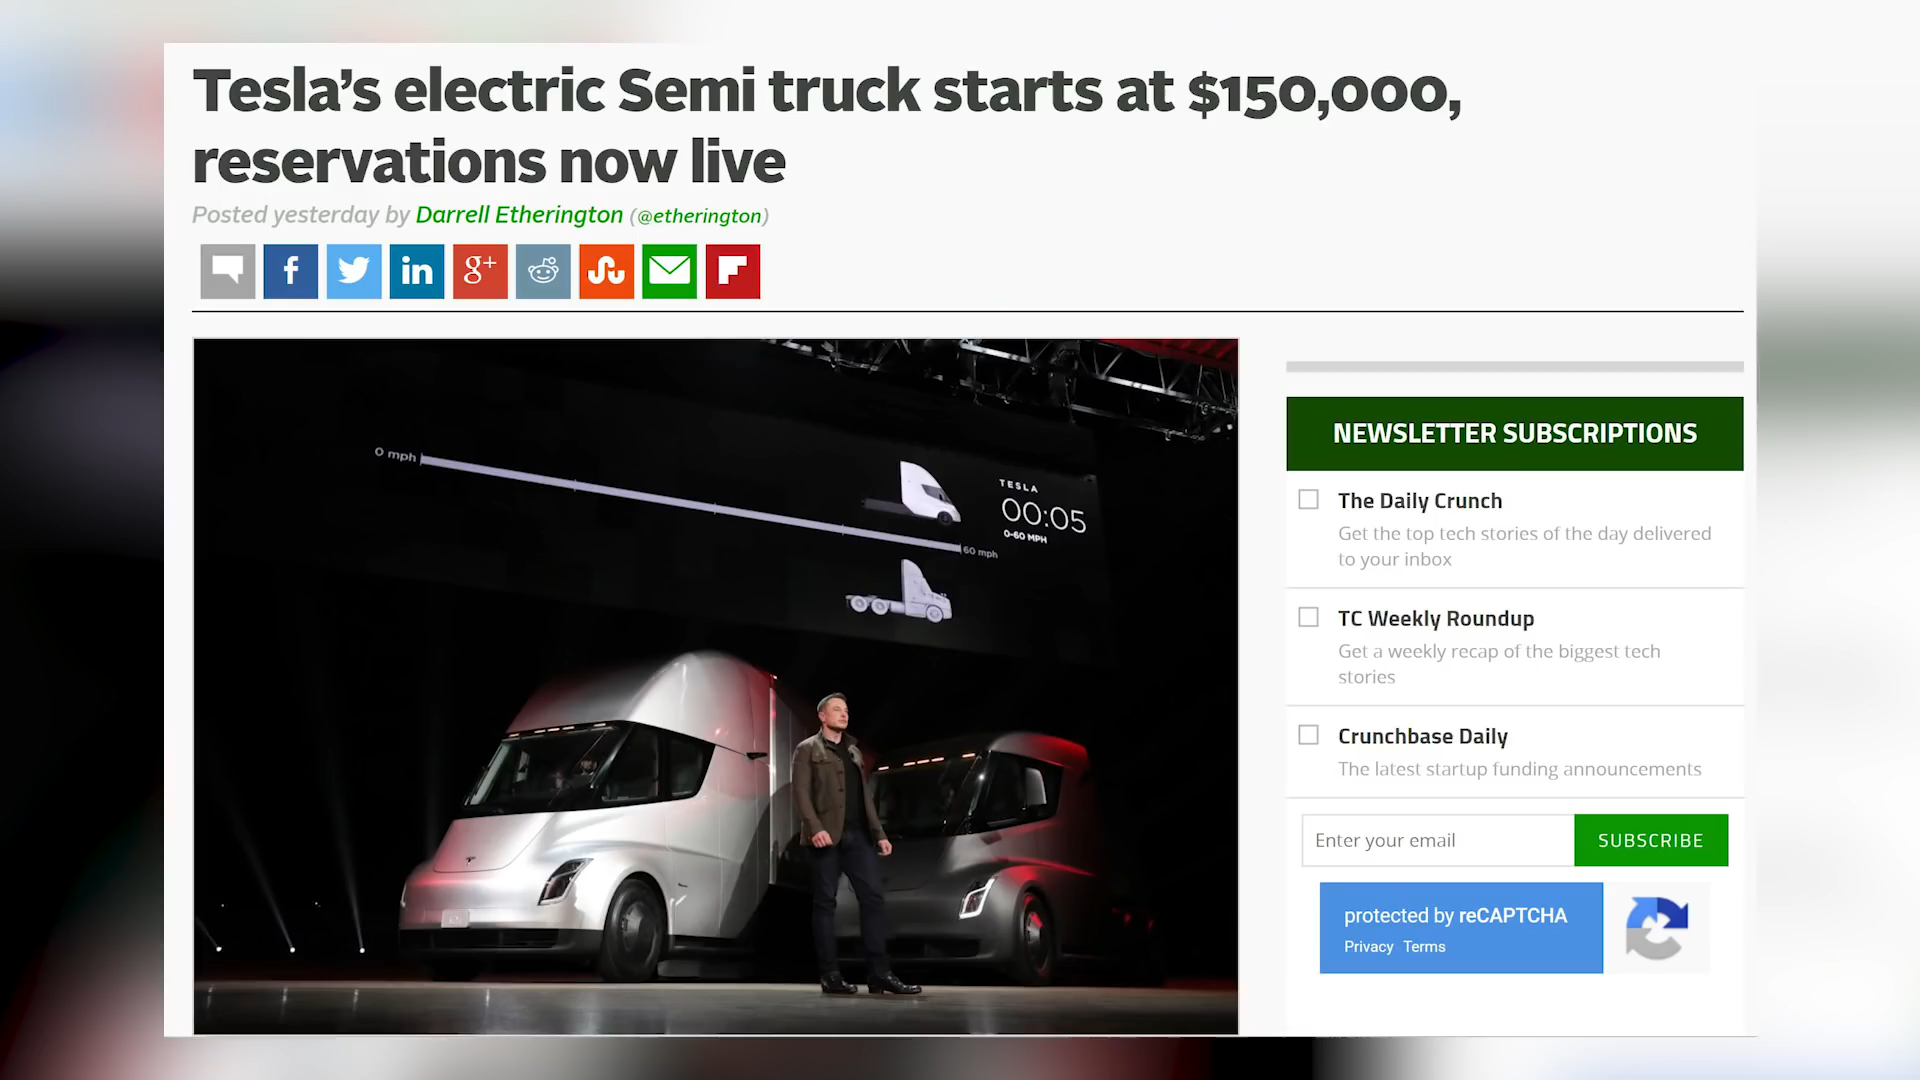 Tesla’s electric Semi truck starts at $150,000,
reservations now live
Posted yesterday by Darrell Etherington (@etherington)
f
in
g+
0 mph
TESLA
00:05
0-60 MPH
60 mph
NEWSLETTER SUBSCRIPTIONS
The Daily Crunch
Get the top tech stories of the day delivered
to your inbox
TC Weekly Roundup
Get a weekly recap of the biggest tech
stories
Crunchbase Daily
The latest startup funding announcements
Enter your email
SUBSCRIBE
protected by reCAPTCHA
Privacy Terms